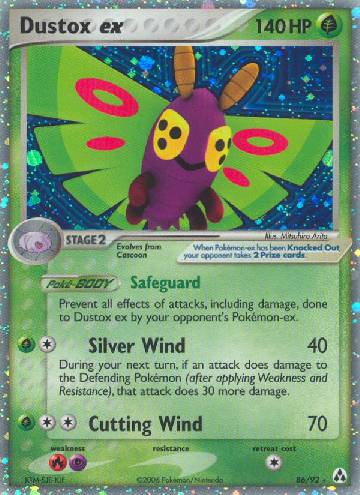 Dustox ex 140 HP
Illus. Mitsuhiro Arita
STAGE 2
Evolves from
Cascoon
When Pokémon-ex has been Knocked Out,
your opponent takes 2 Prize cards.
Poké-BODY Safeguard
Prevent all effects of attacks, including damage, done
to Dustox ex by your opponent's Pokémon-ex.
Silver Wind 40
During your next turn, if an attack does damage to
the Defending Pokémon (after applying Weakness and
Resistance), that attack does 30 more damage.
Cutting Wind 70
weakness resistance retreat cost
©2006 Pokémon/Nintendo 86/92